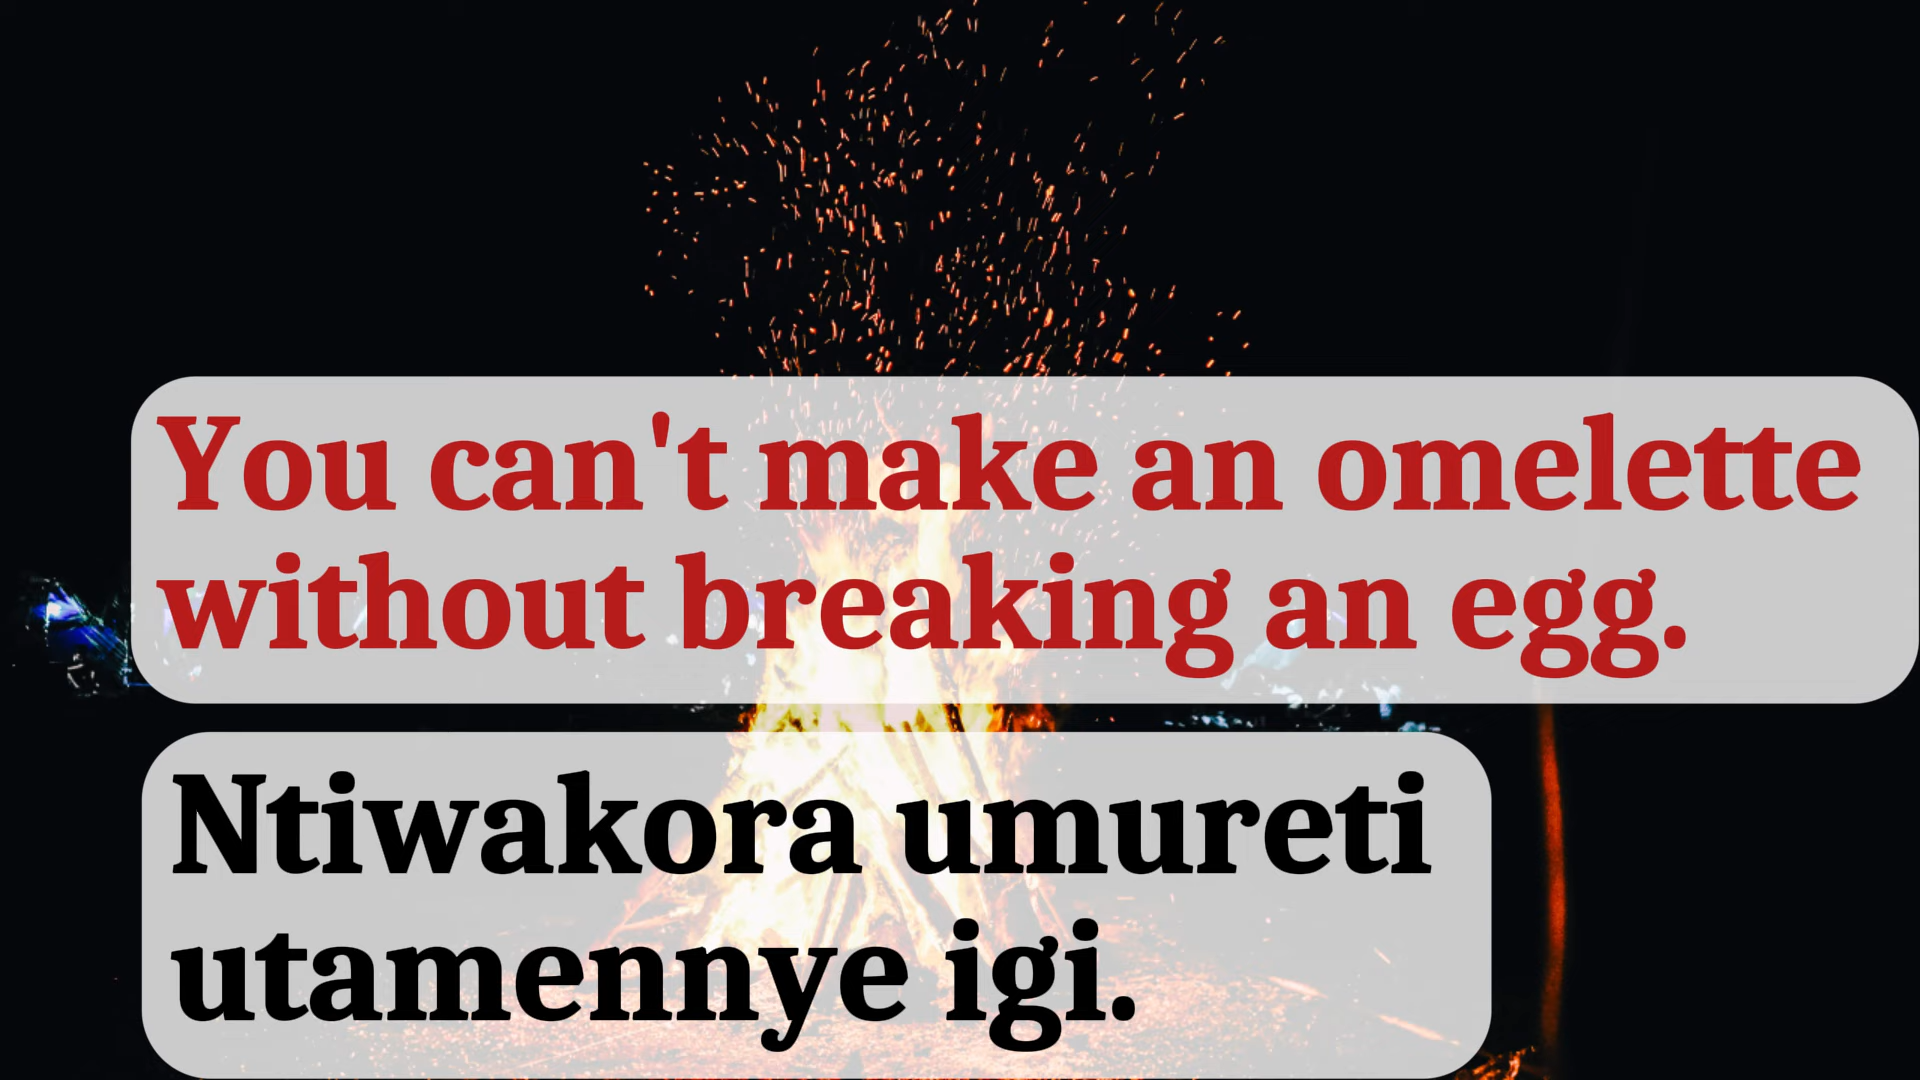 You can't make an omelette
without breaking an egg.
Ntiwakora umureti
utamennye igi.